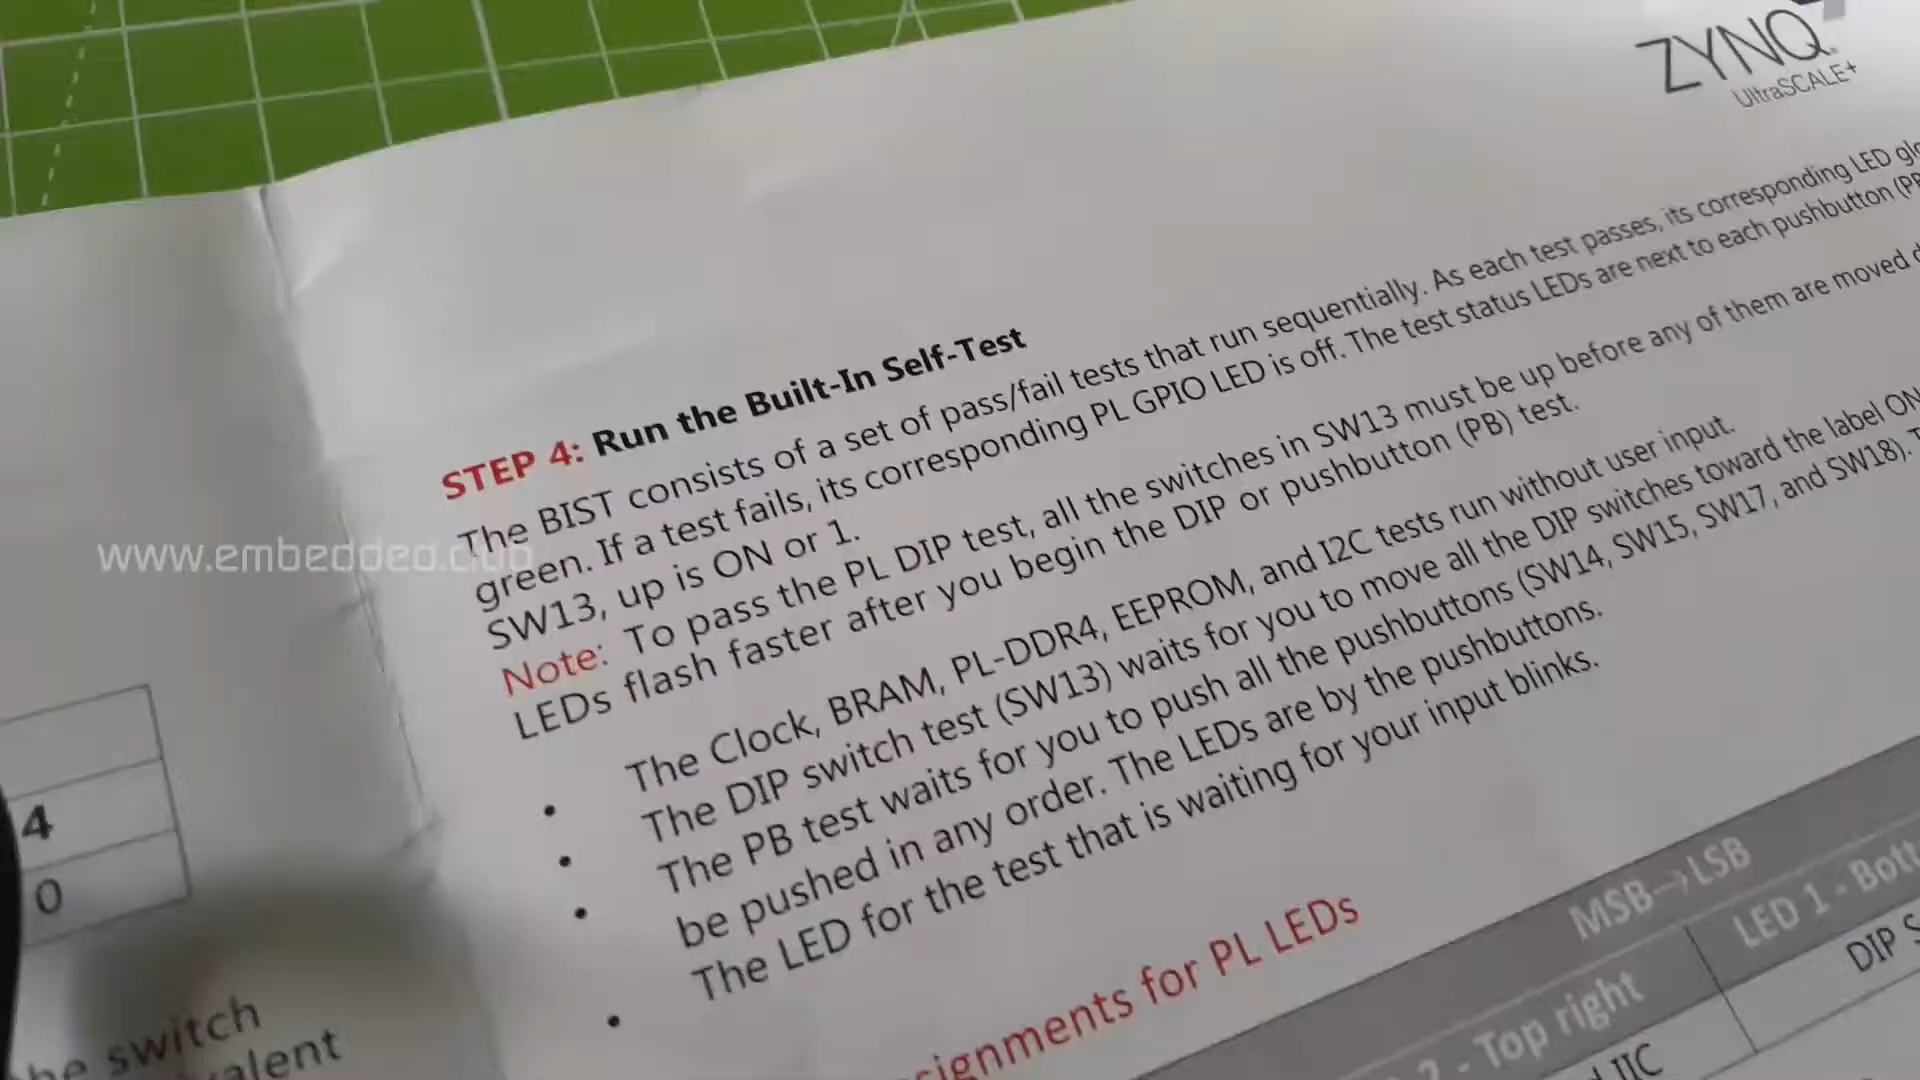 ZYNQ
UltraSCALE+
STEP 4: Run the Built-In Self-Test
The BIST consists of a set of pass/fail tests that run sequentially. As each test passes, its corresponding LED
green. If a test fails, its corresponding PL GPIO LED is off. The test status LEDs are next to each pushbutton
SW13, up is ON or 1.
Note: To pass the PL DIP test, all the switches in SW13 must be up before any of them are moved
LEDs flash faster after you begin the DIP or pushbutton (PB) test.
• The Clock, BRAM, PL-DDR4, EEPROM, and I2C tests run without user input.
• The DIP switch test (SW13) waits for you to move all the DIP switches toward the label ON
• The PB test waits for you to push all the pushbuttons (SW14, SW15, SW17, and SW18).
be pushed in any order. The LEDs are by the pushbuttons.
• The LED for the test that is waiting for your input blinks.
www.embedded.club
4
0
switch
signments for PL LEDs
MSB→LSB
2 - Top right
LED 1 -
DIP
IIC